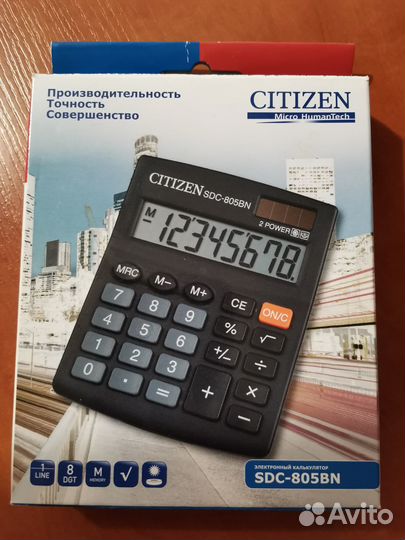 Производительность
Точность
Совершенство
CITIZEN
Micro HumanTech
CITIZEN SDC-805BN
2 POWER
M
-12345678.
MRC M- M+ CE ON/C
7 8 9 % √
4 5 6 +/- ÷
1 2 3 + ×
0 . = -
1
LINE
8
DGT
M
MEMORY
√
ЭЛЕКТРОННЫЙ КАЛЬКУЛЯТОР
SDC-805BN
Avito